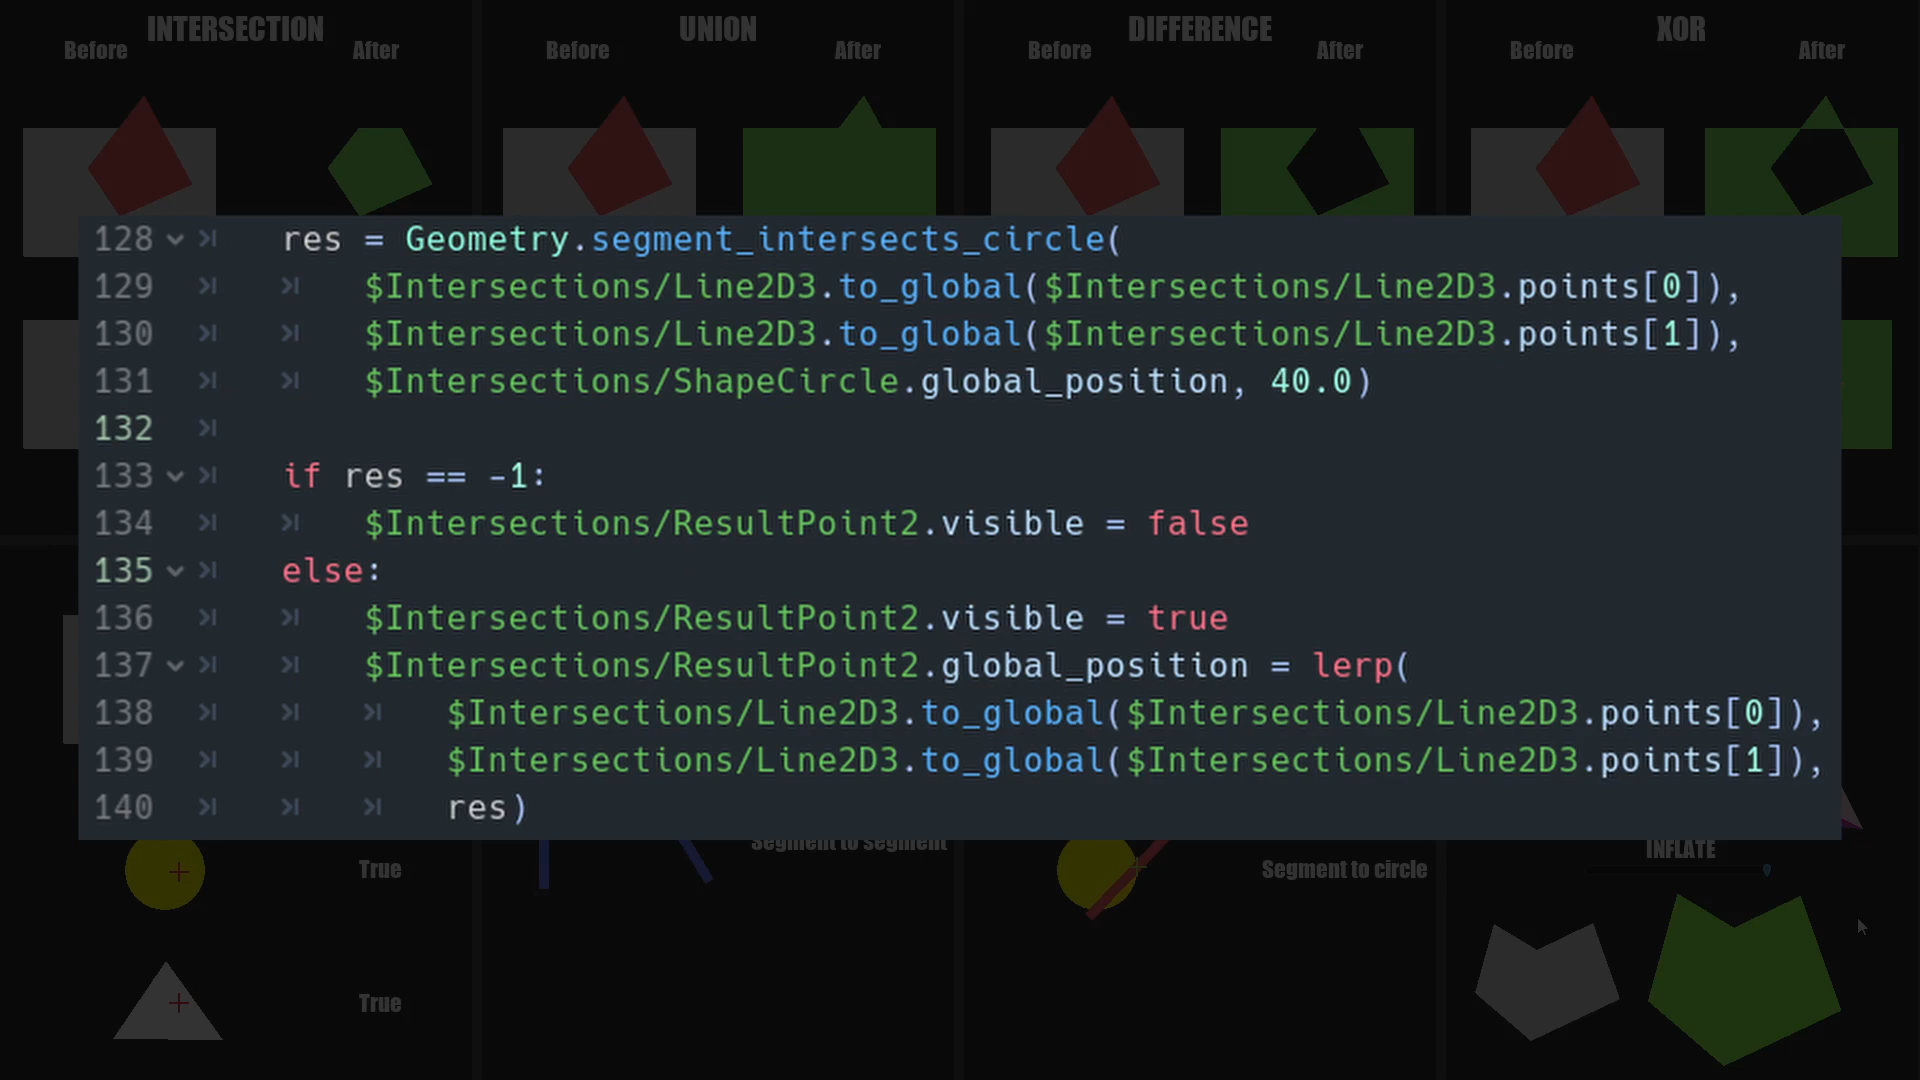 INTERSECTION
Before
After
UNION
Before
After
DIFFERENCE
Before
After
XOR
Before
After
128 res = Geometry.segment_intersects_circle(
129 $Intersections/Line2D3.to_global($Intersections/Line2D3.points[0]),
130 $Intersections/Line2D3.to_global($Intersections/Line2D3.points[1]),
131 $Intersections/ShapeCircle.global_position, 40.0)
132
133 if res == -1:
134 $Intersections/ResultPoint2.visible = false
135 else:
136 $Intersections/ResultPoint2.visible = true
137 $Intersections/ResultPoint2.global_position = lerp(
138 $Intersections/Line2D3.to_global($Intersections/Line2D3.points[0]),
139 $Intersections/Line2D3.to_global($Intersections/Line2D3.points[1]),
140 res)
Segment to segment
INFLATE
True
Segment to circle
True